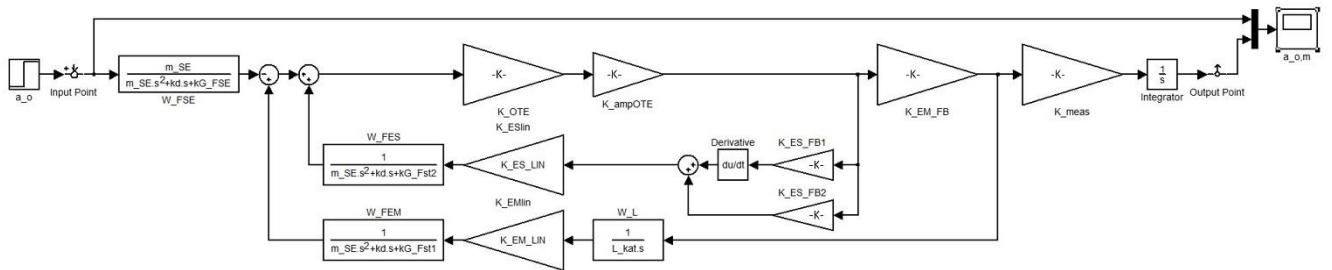 a_o
Input Point
m_SE
m_SE.s²+kd.s+kG_FSE
W_FSE
-K-
K_OTE
-K-
K_ampOTE
-K-
K_EM_FB
-K-
K_meas
1
s
Integrator
Output Point
a_o,m
W_FES
1
m_SE.s²+kd.s+kG_Fst2
K_ESlin
K_ES_LIN
Derivative
du/dt
K_ES_FB1
-K-
K_ES_FB2
-K-
W_FEM
1
m_SE.s²+kd.s+kG_Fst1
K_EMlin
K_EM_LIN
W_L
1
L_kat.s